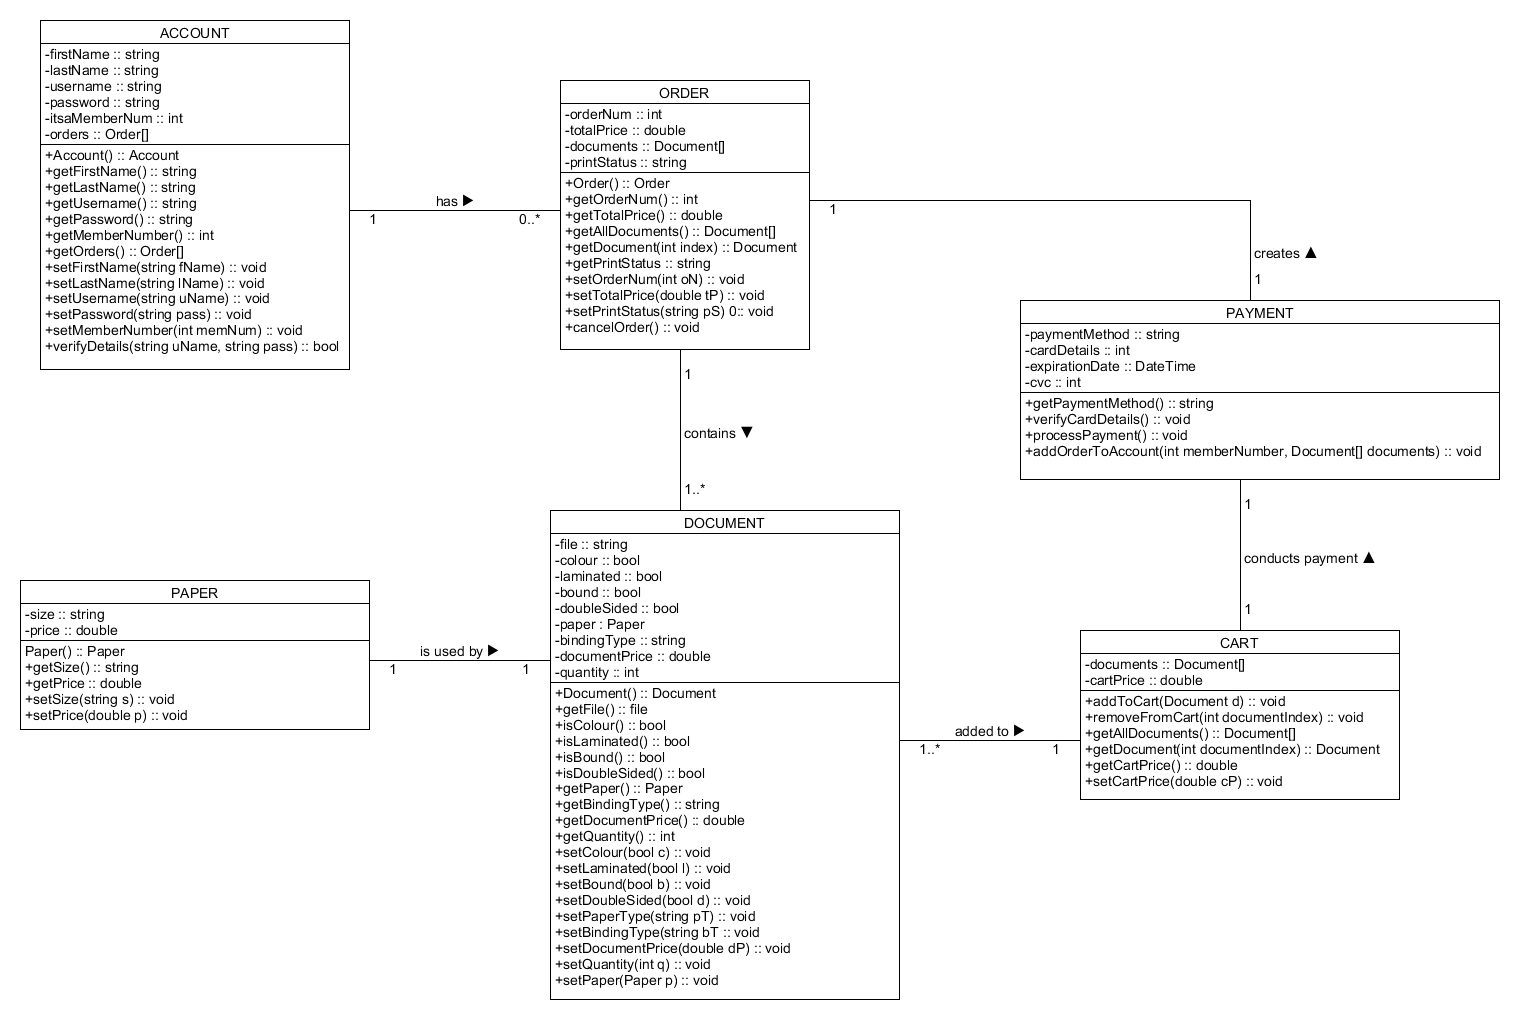 ACCOUNT
-firstName :: string
-lastName :: string
-username :: string
-password :: string
-itsaMemberNum :: int
-orders :: Order[]
+Account() :: Account
+getFirstName() :: string
+getLastName() :: string
+getUsername() :: string
+getPassword() :: string
+getMemberNumber() :: int
+getOrders() :: Order[]
+setFirstName(string fName) :: void
+setLastName(string lName) :: void
+setUsername(string uName) :: void
+setPassword(string pass) :: void
+setMemberNumber(int memNum) :: void
+verifyDetails(string uName, string pass) :: bool
has ▶
1
0..*
ORDER
-orderNum :: int
-totalPrice :: double
-documents :: Document[]
-printStatus :: string
+Order() :: Order
+getOrderNum() :: int
+getTotalPrice() :: double
+getAllDocuments() :: Document[]
+getDocument(int index) :: Document
+getPrintStatus :: string
+setOrderNum(int oN) :: void
+setTotalPrice(double tP) :: void
+setPrintStatus(string pS) 0:: void
+cancelOrder() :: void
1
creates ▲
1
PAYMENT
-paymentMethod :: string
-cardDetails :: int
-expirationDate :: DateTime
-cvc :: int
+getPaymentMethod() :: string
+verifyCardDetails() :: void
+processPayment() :: void
+addOrderToAccount(int memberNumber, Document[] documents) :: void
1
contains ▼
1..*
1
conducts payment ▲
1
PAPER
-size :: string
-price :: double
Paper() :: Paper
+getSize() :: string
+getPrice :: double
+setSize(string s) :: void
+setPrice(double p) :: void
is used by ▶
1
1
DOCUMENT
-file :: string
-colour :: bool
-laminated :: bool
-bound :: bool
-doubleSided :: bool
-paper : Paper
-bindingType :: string
-documentPrice :: double
-quantity :: int
+Document() :: Document
+getFile() :: file
+isColour() :: bool
+isLaminated() :: bool
+isBound() :: bool
+isDoubleSided() :: bool
+getPaper() :: Paper
+getBindingType() :: string
+getDocumentPrice() :: double
+getQuantity() :: int
+setColour(bool c) :: void
+setLaminated(bool l) :: void
+setBound(bool b) :: void
+setDoubleSided(bool d) :: void
+setPaperType(string pT) :: void
+setBindingType(string bT :: void
+setDocumentPrice(double dP) :: void
+setQuantity(int q) :: void
+setPaper(Paper p) :: void
added to ▶
1..*
1
CART
-documents :: Document[]
-cartPrice :: double
+addToCart(Document d) :: void
+removeFromCart(int documentIndex) :: void
+getAllDocuments() :: Document[]
+getDocument(int documentIndex) :: Document
+getCartPrice() :: double
+setCartPrice(double cP) :: void